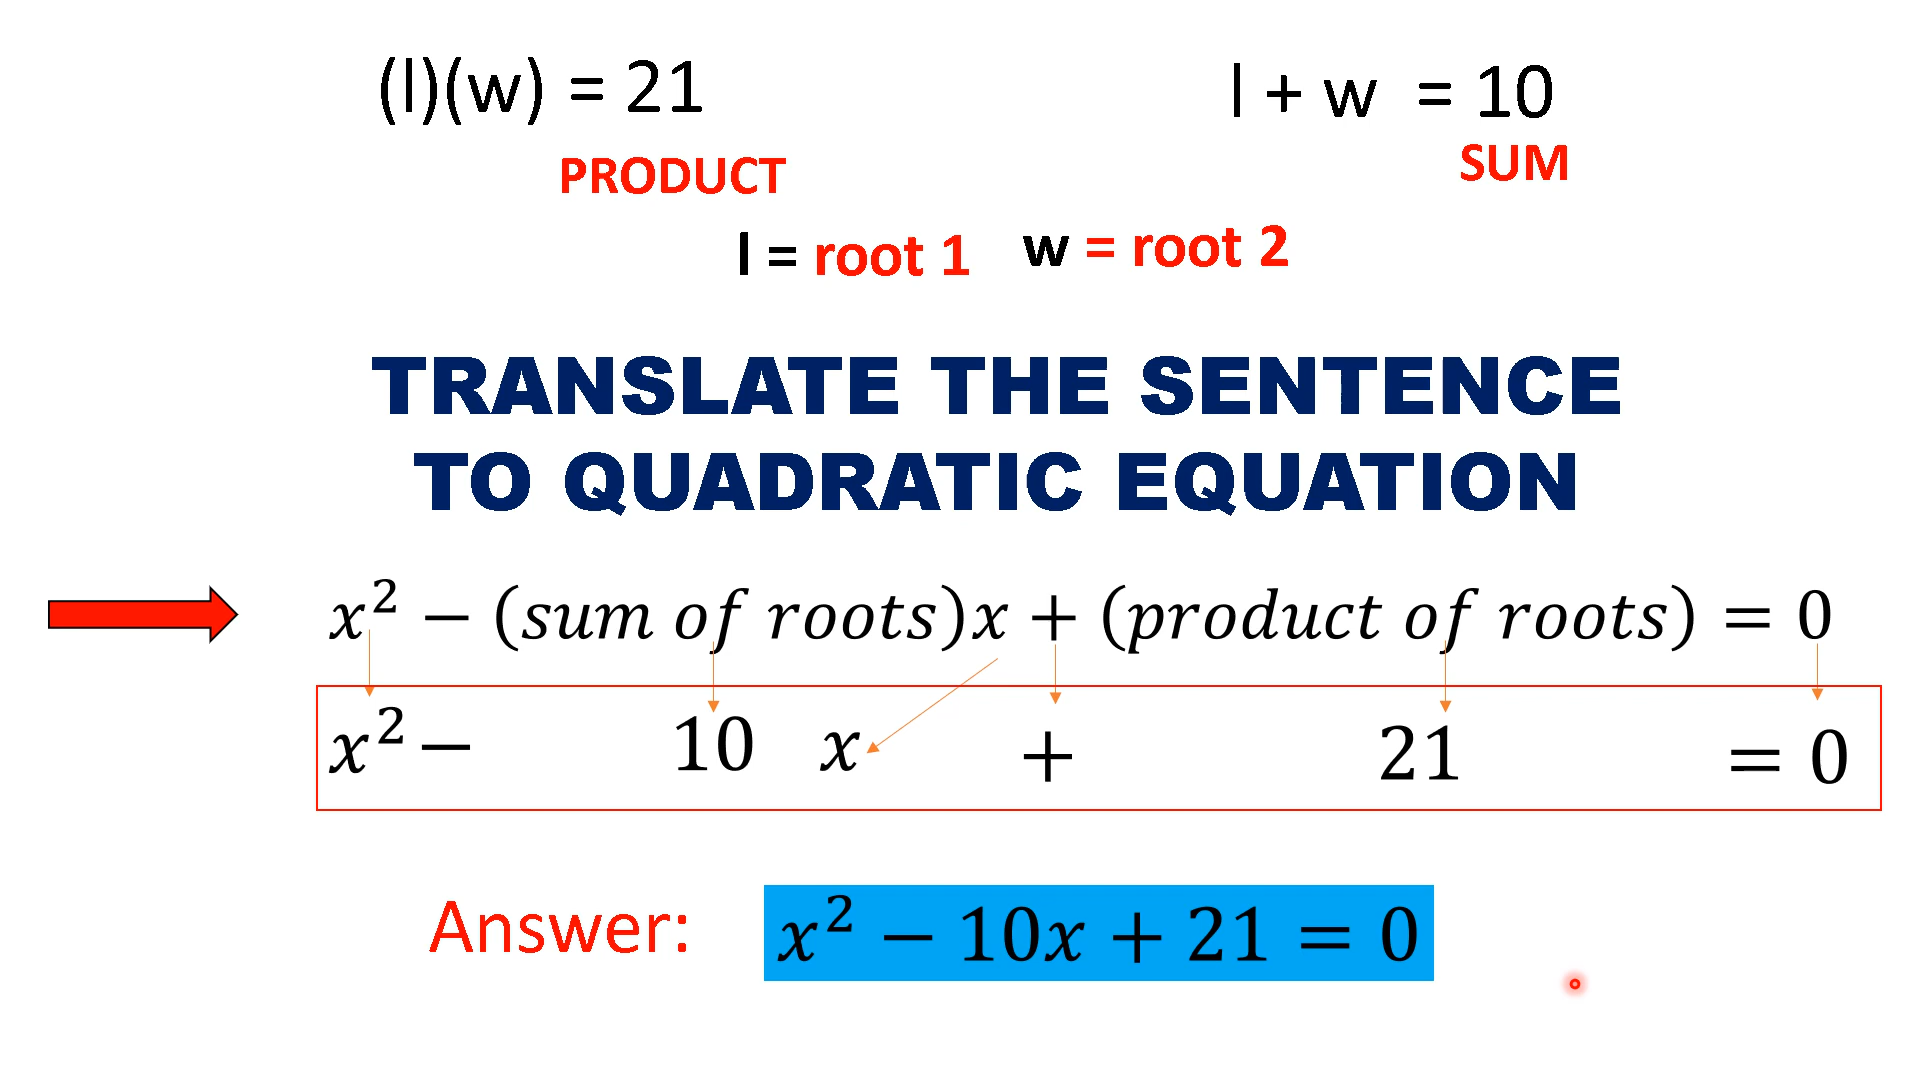 (l)(w) = 21
l + w = 10
PRODUCT
SUM
l = root 1
w = root 2
TRANSLATE THE SENTENCE
TO QUADRATIC EQUATION
x² − (sum of roots)x + (product of roots) = 0
x² − 10 x + 21 = 0
Answer: x² − 10x + 21 = 0